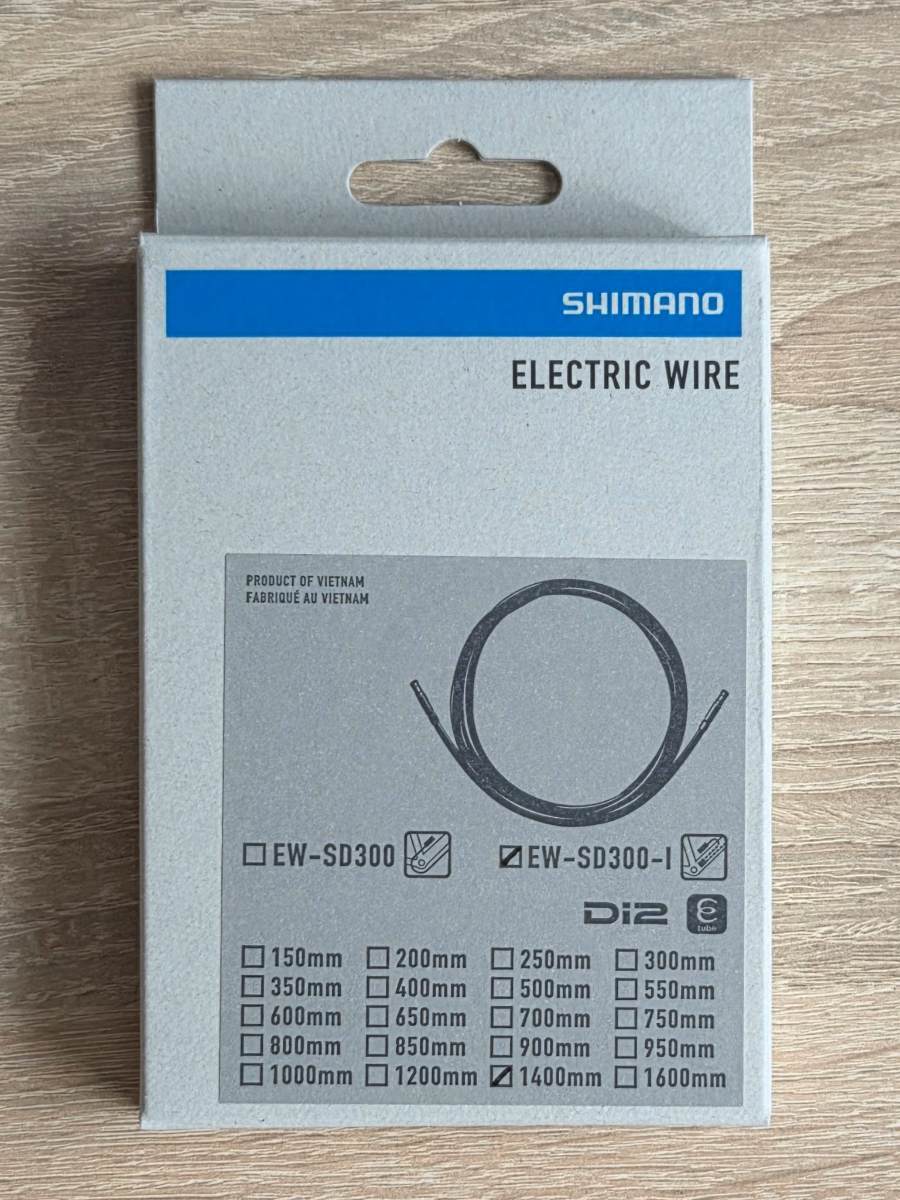 SHIMANO
ELECTRIC WIRE
PRODUCT OF VIETNAM
FABRIQUÉ AU VIETNAM
EW-SD300 EW-SD300-I
Di2 tube
150mm 200mm 250mm 300mm
350mm 400mm 500mm 550mm
600mm 650mm 700mm 750mm
800mm 850mm 900mm 950mm
1000mm 1200mm 1400mm 1600mm